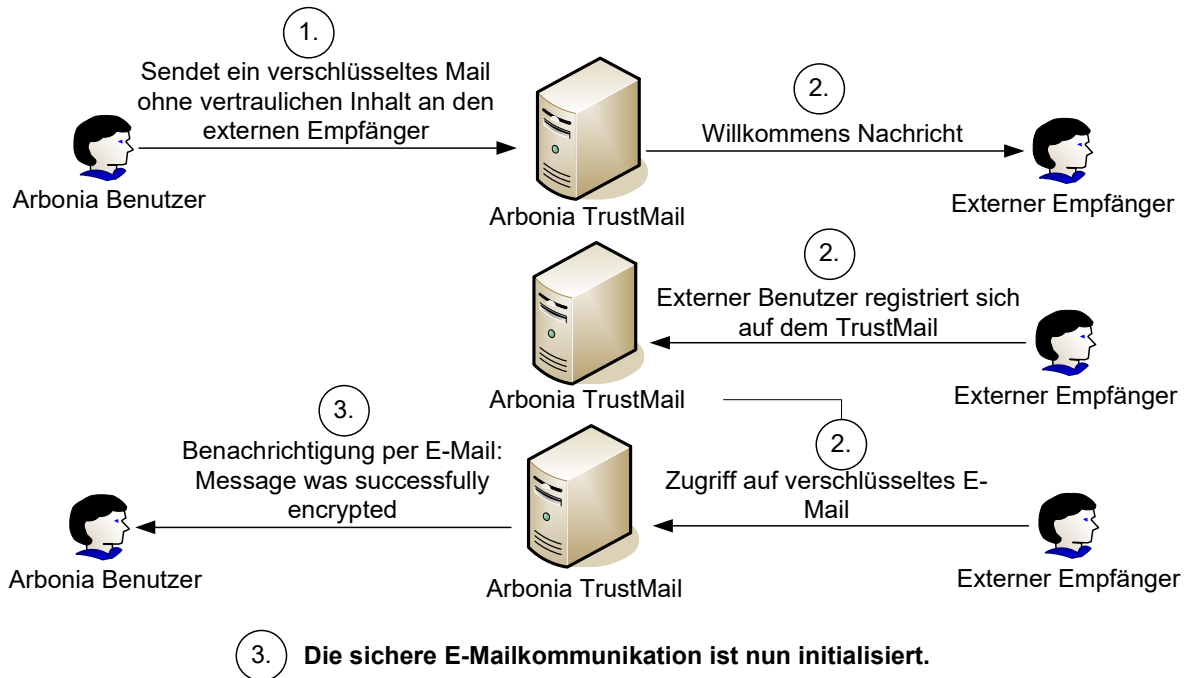 1.
Sendet ein verschlüsseltes Mail
ohne vertraulichen Inhalt an den
externen Empfänger
Arbonia Benutzer
Arbonia TrustMail
2.
Willkommens Nachricht
Externer Empfänger
2.
Externer Benutzer registriert sich
auf dem TrustMail
Arbonia TrustMail
Externer Empfänger
3.
Benachrichtigung per E-Mail:
Message was successfully
encrypted
Arbonia Benutzer
Arbonia TrustMail
2.
Zugriff auf verschlüsseltes E-
Mail
Externer Empfänger
3.
Die sichere E-Mailkommunikation ist nun initialisiert.